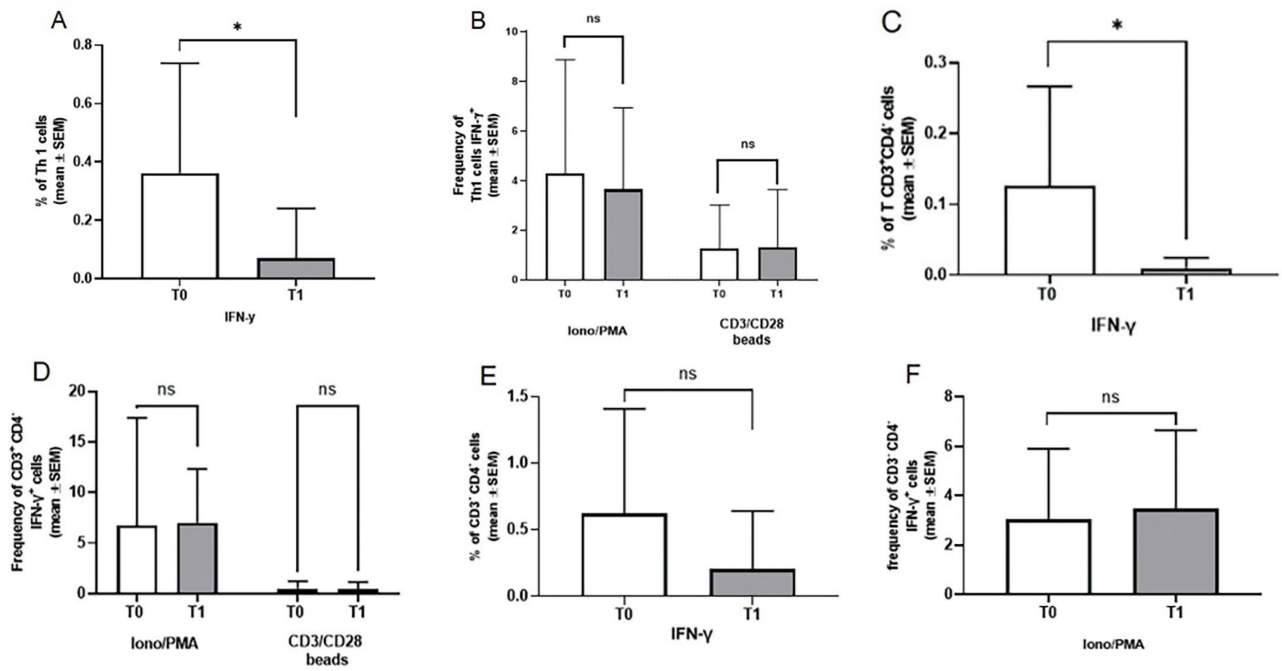 A
*
% of Th 1 cells
(mean ± SEM)
0.8
0.6
0.4
0.2
0.0
T0 T1
IFN-y
B
ns
ns
Frequency of
Th1 cells IFN-γ+
(mean ± SEM)
10
8
6
4
2
0
T0 T1 T0 T1
Iono/PMA CD3/CD28
beads
C
*
% of T CD3+CD4- cells
(mean ± SEM)
0.3
0.2
0.1
0.0
T0 T1
IFN-γ
D
ns ns
Frequency of CD3+ CD4-
IFN-γ+ cells
(mean ± SEM)
20
15
10
5
0
T0 T1 T0 T1
Iono/PMA CD3/CD28
beads
E
ns
% of CD3- CD4- cells
(mean ± SEM)
1.5
1.0
0.5
0.0
T0 T1
IFN-γ
F
ns
frequency of CD3- CD4-
IFN-γ+ cells
(mean ± SEM)
8
6
4
2
0
T0 T1
Iono/PMA